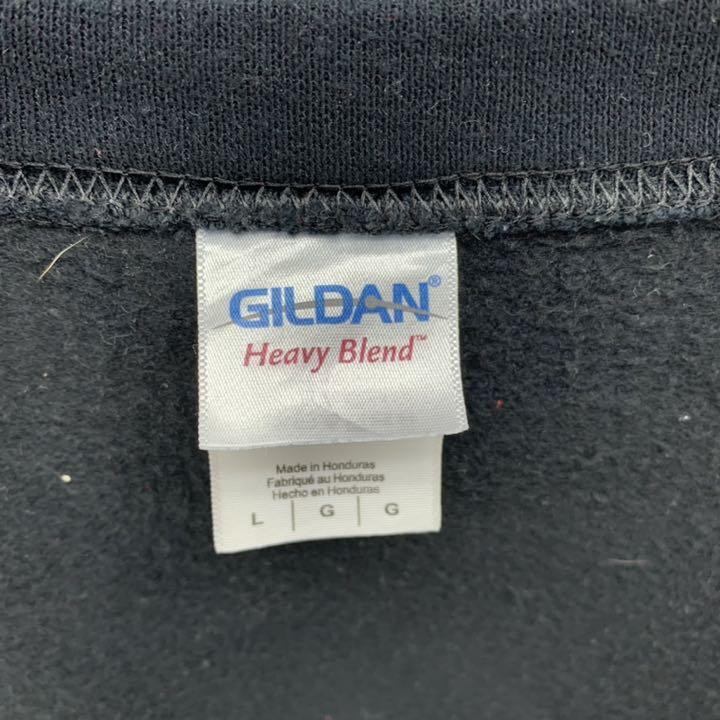 GILDAN®
Heavy Blend™
Made in Honduras
Fabriqué au Honduras
Hecho en Honduras
L | G | G